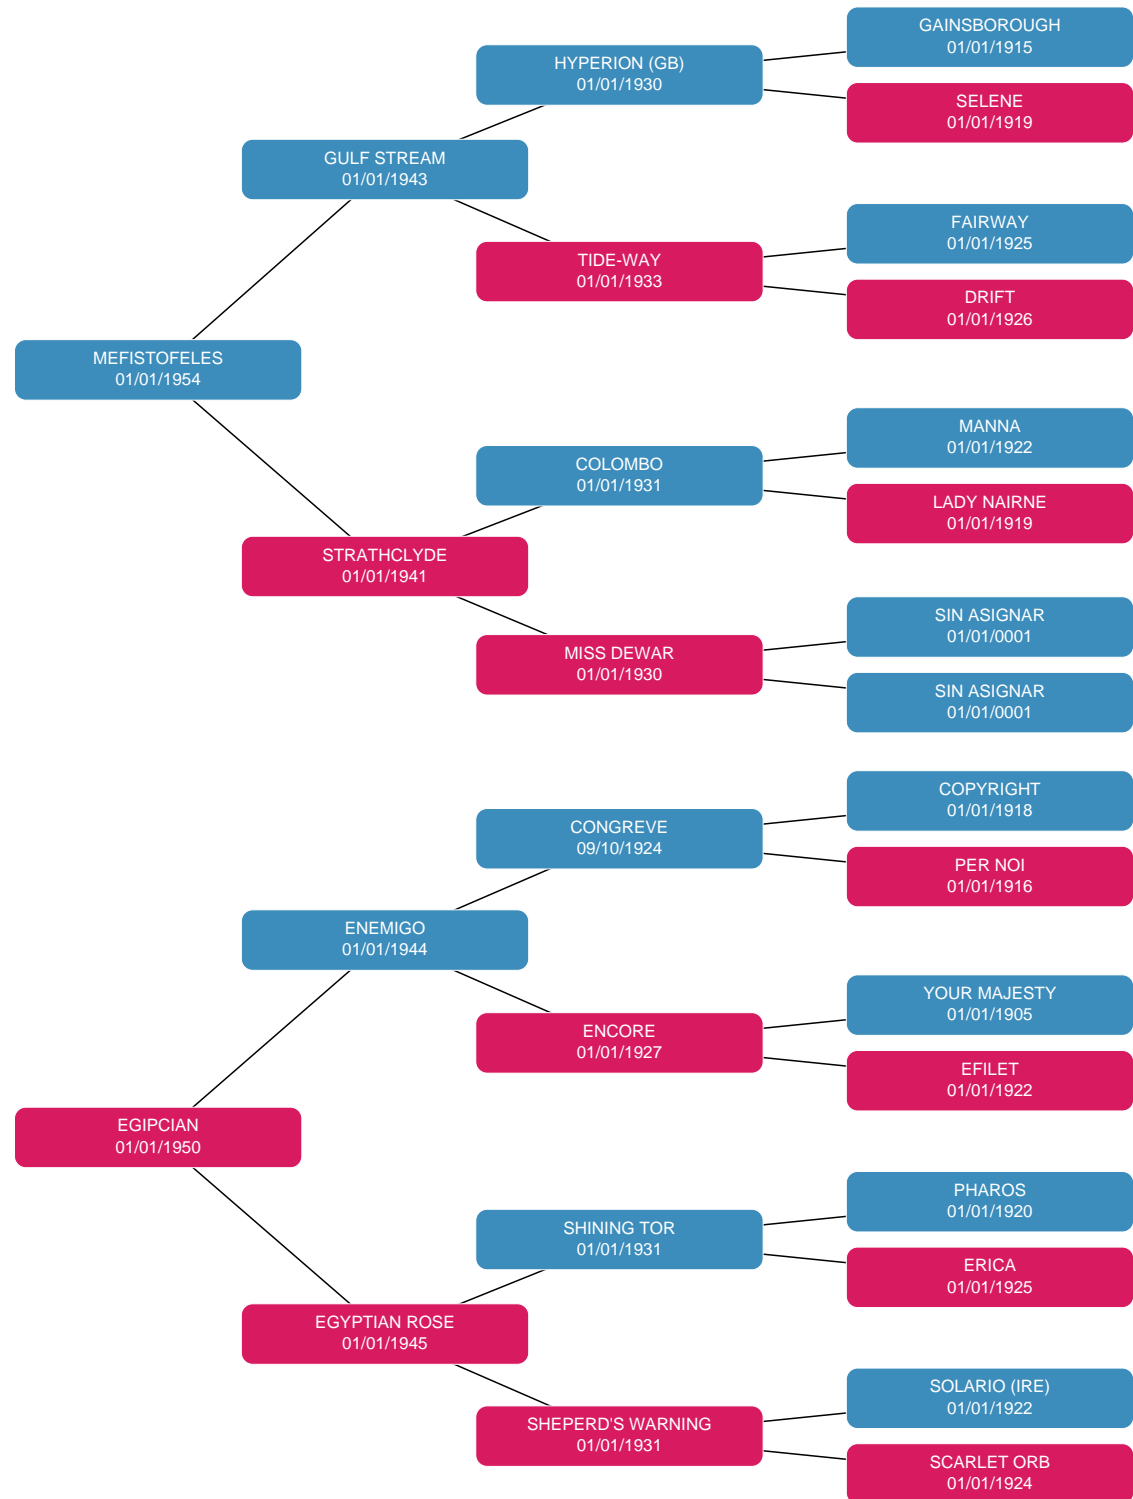 GAINSBOROUGH
01/01/1915
HYPERION (GB)
01/01/1930
SELENE
01/01/1919
GULF STREAM
01/01/1943
FAIRWAY
01/01/1925
TIDE-WAY
01/01/1933
DRIFT
01/01/1926
MEFISTOFELES
01/01/1954
MANNA
01/01/1922
COLOMBO
01/01/1931
LADY NAIRNE
01/01/1919
STRATHCLYDE
01/01/1941
SIN ASIGNAR
01/01/0001
MISS DEWAR
01/01/1930
SIN ASIGNAR
01/01/0001
COPYRIGHT
01/01/1918
CONGREVE
09/10/1924
PER NOI
01/01/1916
ENEMIGO
01/01/1944
YOUR MAJESTY
01/01/1905
ENCORE
01/01/1927
EFILET
01/01/1922
EGIPCIAN
01/01/1950
PHAROS
01/01/1920
SHINING TOR
01/01/1931
ERICA
01/01/1925
EGYPTIAN ROSE
01/01/1945
SOLARIO (IRE)
01/01/1922
SHEPERD'S WARNING
01/01/1931
SCARLET ORB
01/01/1924